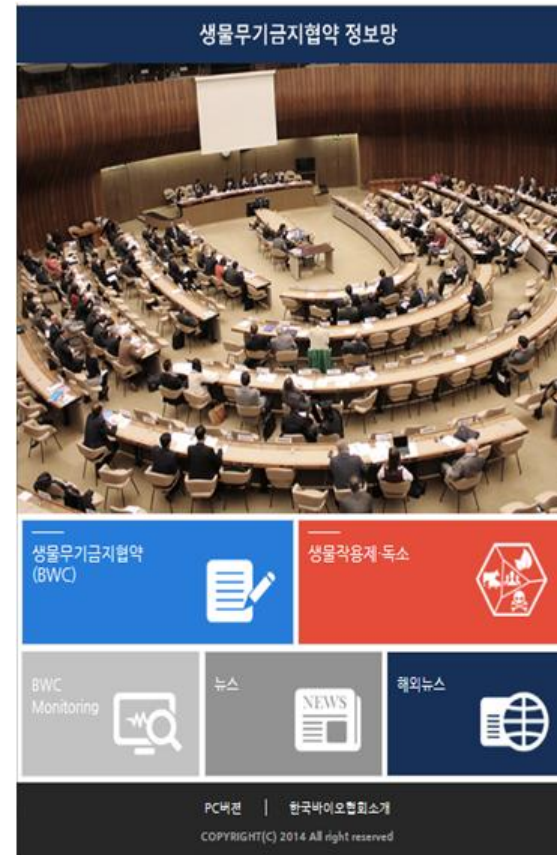 생물무기금지협약 정보망
생물무기금지협약
(BWC)
생물작용제·독소
BWC
Monitoring
뉴스
NEWS
해외뉴스
PC버젼 | 한국바이오협회소개
COPYRIGHT(C) 2014 All right reserved